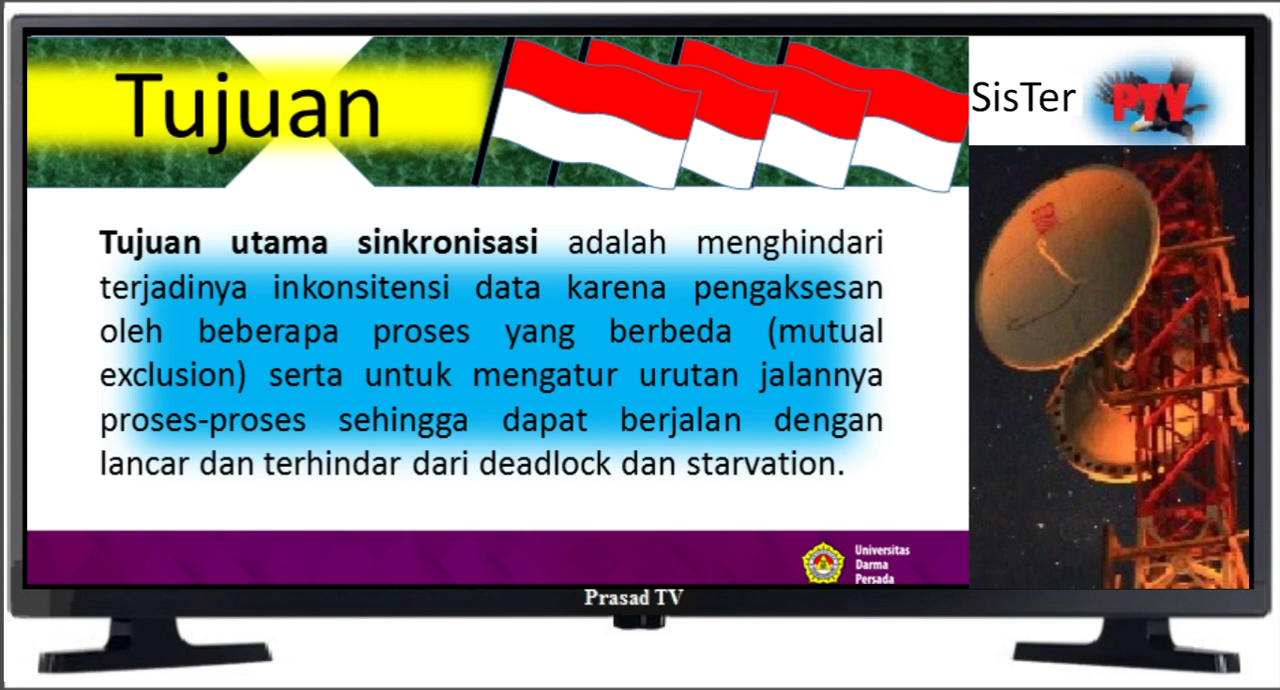 Tujuan
SisTer
PTY
Tujuan utama sinkronisasi adalah menghindari
terjadinya inkonsitensi data karena pengaksesan
oleh beberapa proses yang berbeda (mutual
exclusion) serta untuk mengatur urutan jalannya
proses-proses sehingga dapat berjalan dengan
lancar dan terhindar dari deadlock dan starvation.
Universitas
Darma
Persada
Prasad TV